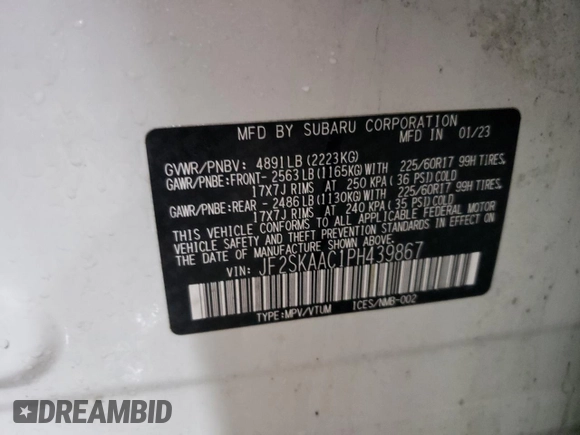 MFD BY SUBARU CORPORATION
MFD IN 01/23
GVWR/PNBV: 4891LB(2223KG)
GAWR/PNBE:FRONT- 2563LB(1165KG)WITH 225/60R17 99H TIRES,
17X7J RIMS AT 250 KPA(36 PSI)COLD
GAWR/PNBE:REAR - 2486LB(1130KG)WITH 225/60R17 99H TIRES,
17X7J RIMS AT 240 KPA(35 PSI)COLD
THIS VEHICLE CONFORMS TO ALL APPLICABLE FEDERAL MOTOR
VEHICLE SAFETY AND BUMPER STANDARDS IN EFFECT ON
THE DATE OF MANUFACTURE SHOWN ABOVE.
VIN: JF2SKAAC1PH439867
TYPE:MPV/VTUM ICES/NMB-002
DREAMBID